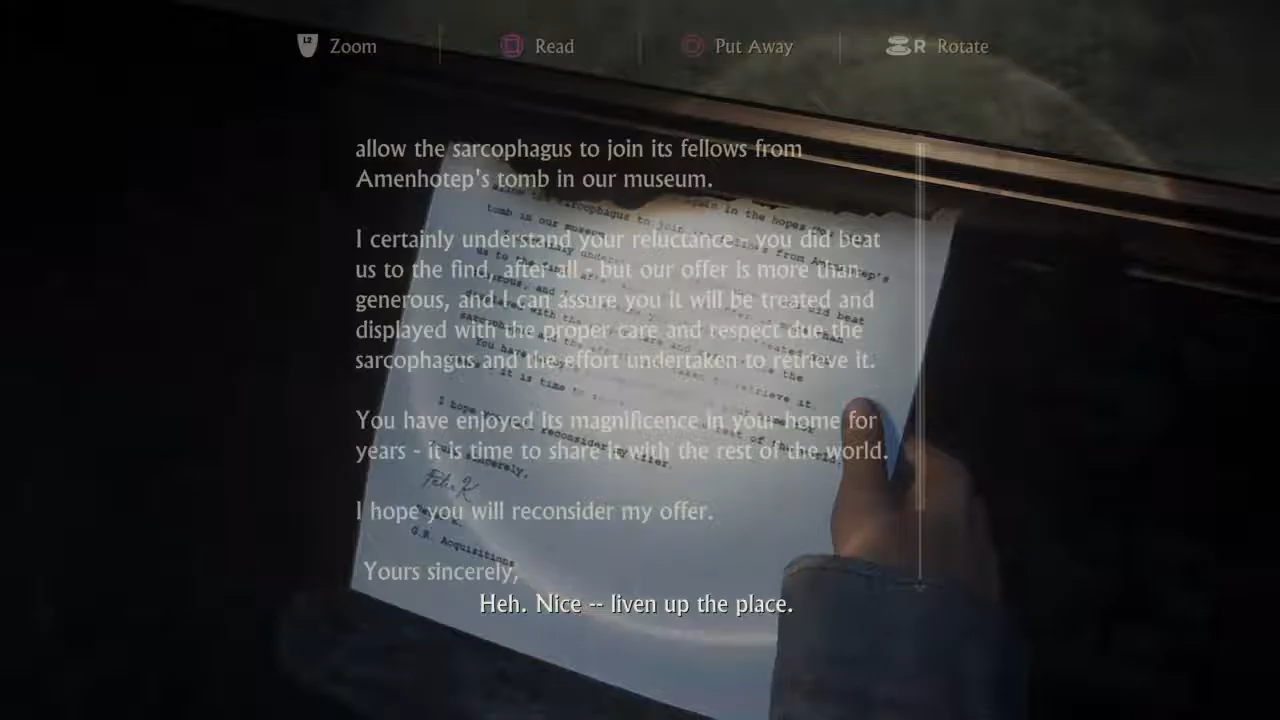 L2 Zoom
Read
Put Away
R Rotate
allow the sarcophagus to join its fellows from
Amenhotep's tomb in our museum.
I certainly understand your reluctance - you did beat
us to the find, after all - but our offer is more than
generous, and I can assure you it will be treated and
displayed with the proper care and respect due the
sarcophagus and the effort undertaken to retrieve it.
You have enjoyed its magnificence in your home for
years - it is time to share it with the rest of the world.
I hope you will reconsider my offer.
Yours sincerely,
G.R. Acquisitions
Heh. Nice -- liven up the place.